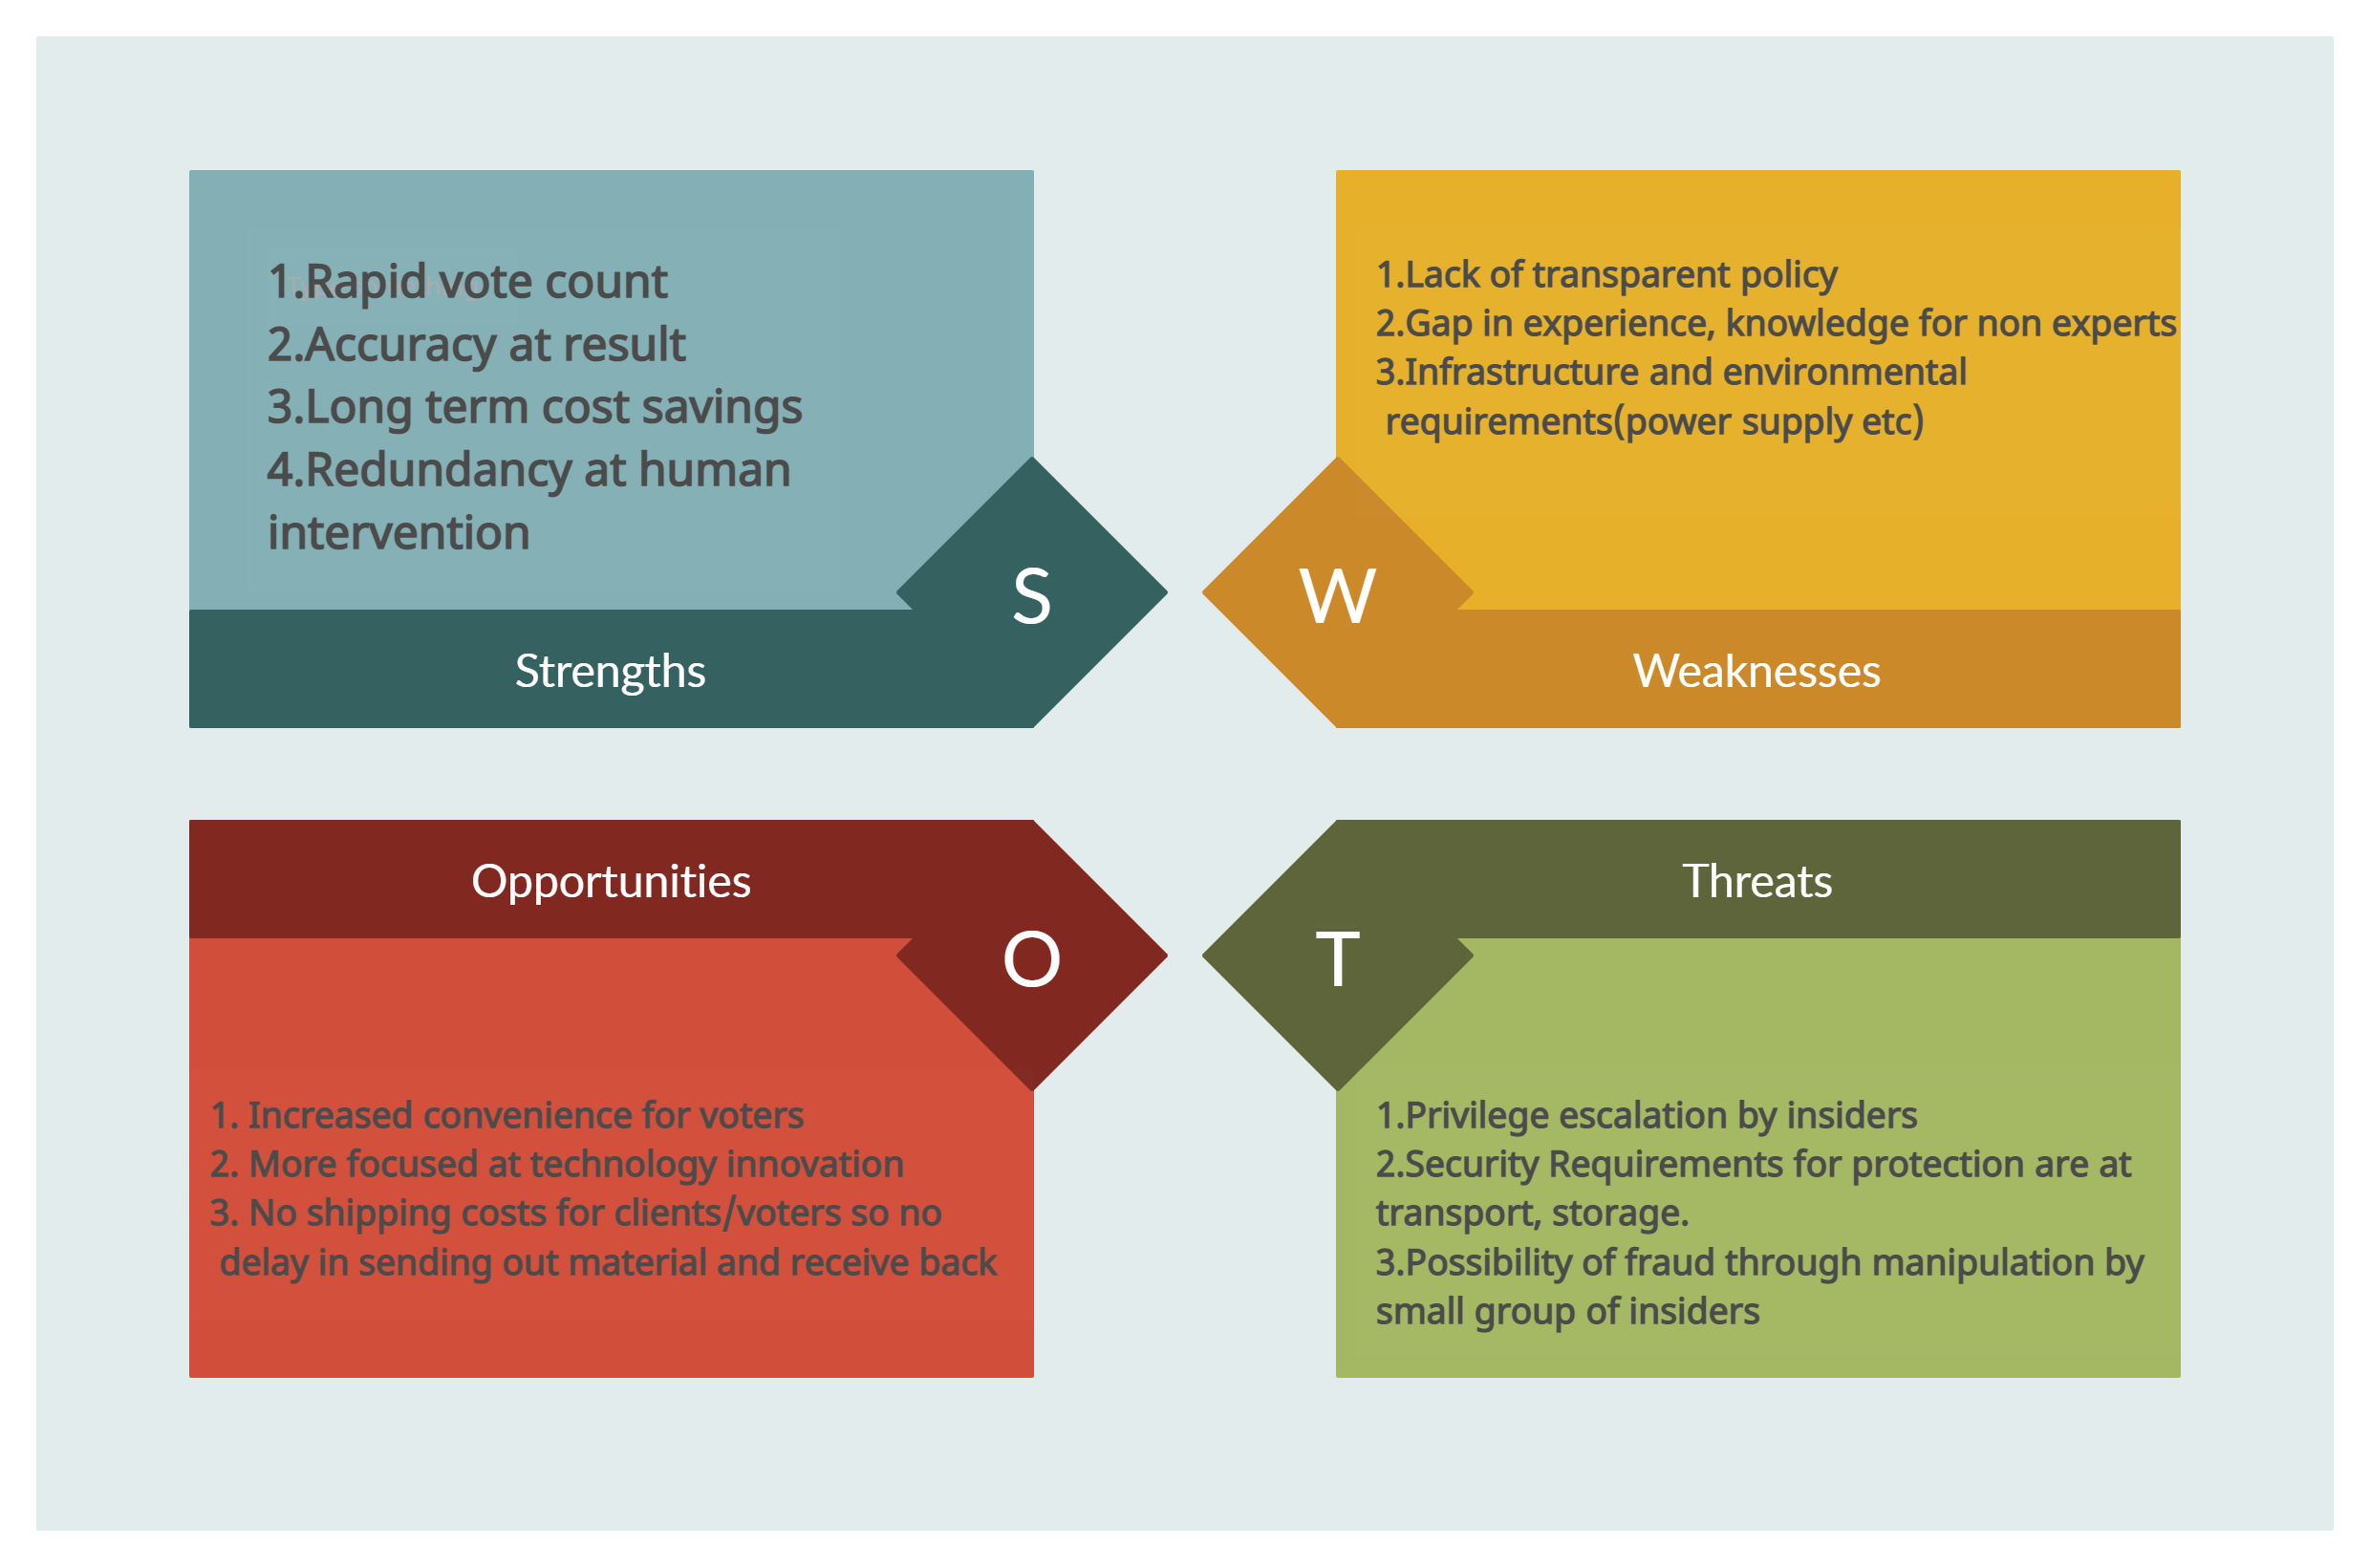 1.Rapid vote count
2.Accuracy at result
3.Long term cost savings
4.Redundancy at human
intervention
S
Strengths
1.Lack of transparent policy
2.Gap in experience, knowledge for non experts
3.Infrastructure and environmental
requirements(power supply etc)
W
Weaknesses
Opportunities
O
1. Increased convenience for voters
2. More focused at technology innovation
3. No shipping costs for clients/voters so no
delay in sending out material and receive back
Threats
T
1.Privilege escalation by insiders
2.Security Requirements for protection are at
transport, storage.
3.Possibility of fraud through manipulation by
small group of insiders